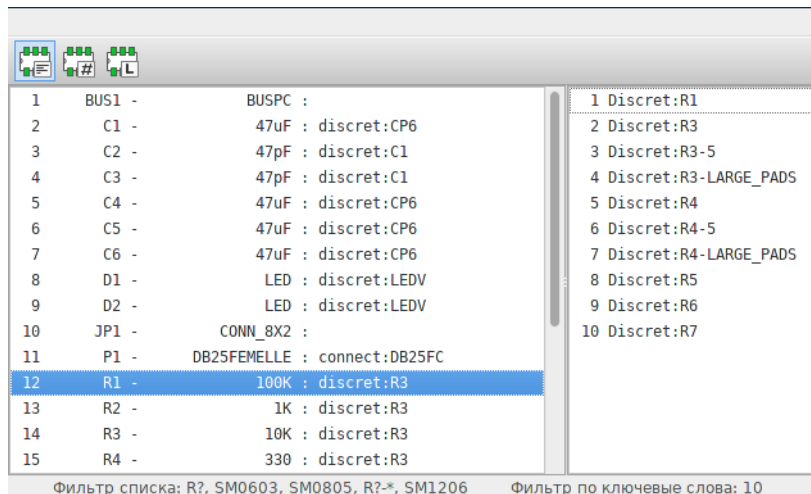 # L
1 BUS1 - BUSPC :
2 C1 - 47uF : discret:CP6
3 C2 - 47pF : discret:C1
4 C3 - 47pF : discret:C1
5 C4 - 47uF : discret:CP6
6 C5 - 47uF : discret:CP6
7 C6 - 47uF : discret:CP6
8 D1 - LED : discret:LEDV
9 D2 - LED : discret:LEDV
10 JP1 - CONN_8X2 :
11 P1 - DB25FEMELLE : connect:DB25FC
12 R1 - 100K : discret:R3
13 R2 - 1K : discret:R3
14 R3 - 10K : discret:R3
15 R4 - 330 : discret:R3
1 Discret:R1
2 Discret:R3
3 Discret:R3-5
4 Discret:R3-LARGE_PADS
5 Discret:R4
6 Discret:R4-5
7 Discret:R4-LARGE_PADS
8 Discret:R5
9 Discret:R6
10 Discret:R7
Фильтр списка: R?, SM0603, SM0805, R?-*, SM1206 Фильтр по ключевые слова: 10